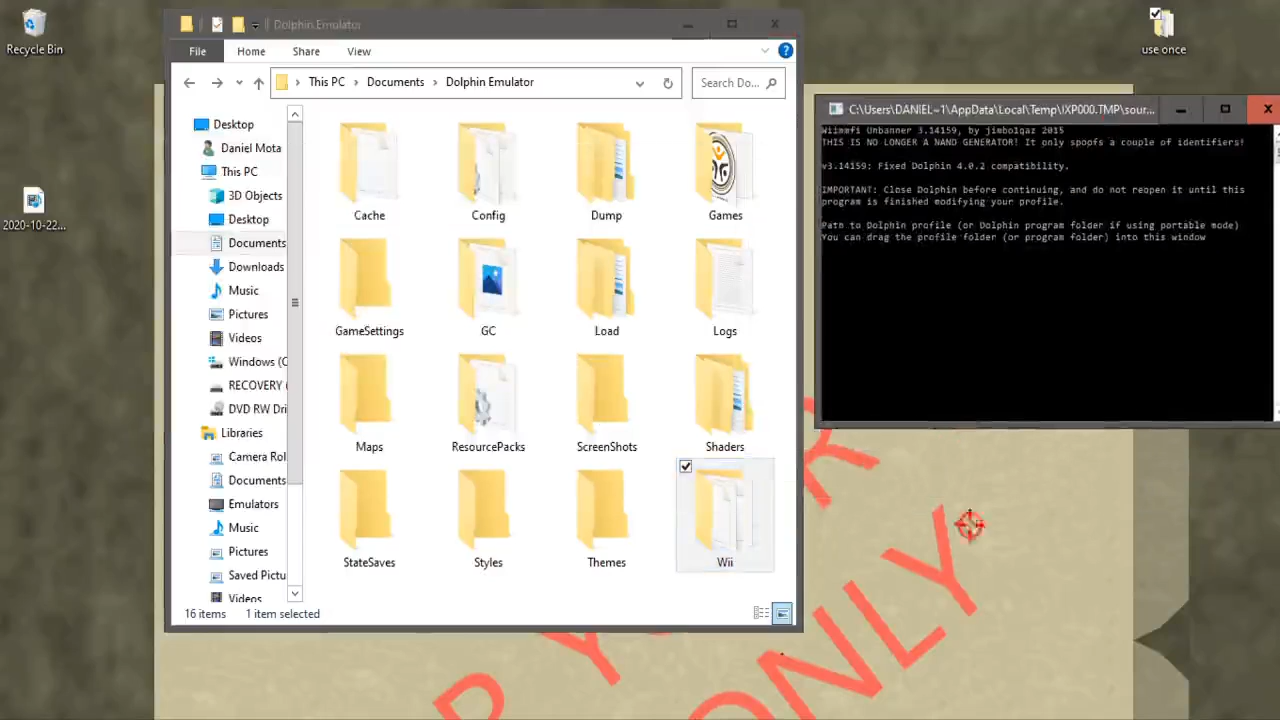 Recycle Bin
use once
2020-10-22...
Dolphin Emulator
File
Home
Share
View
This PC
Documents
Dolphin Emulator
Search Do...
Desktop
Daniel Mota
This PC
3D Objects
Desktop
Documents
Downloads
Music
Pictures
Videos
Windows (C
RECOVERY (
DVD RW Dri
Libraries
Camera Rol
Documents
Emulators
Music
Pictures
Saved Pictu
Videos
Cache
Config
Dump
Games
GameSettings
GC
Load
Logs
Maps
ResourcePacks
ScreenShots
Shaders
StateSaves
Styles
Themes
Wii
16 items
1 item selected
C:\Users\DANIEL~1\AppData\Local\Temp\IXP000.TMP\sour...
Wiimmfi Unbanner 3.14159, by jimbolgaz 2015
THIS IS NO LONGER A NAND GENERATOR! It only spoofs a couple of identifiers!
v3.14159: Fixed Dolphin 4.0.2 compatibility.
IMPORTANT: Close Dolphin before continuing, and do not reopen it until this
program is finished modifying your profile.
Path to Dolphin profile (or Dolphin program folder if using portable mode)
You can drag the profile folder (or program folder) into this window
ONLY